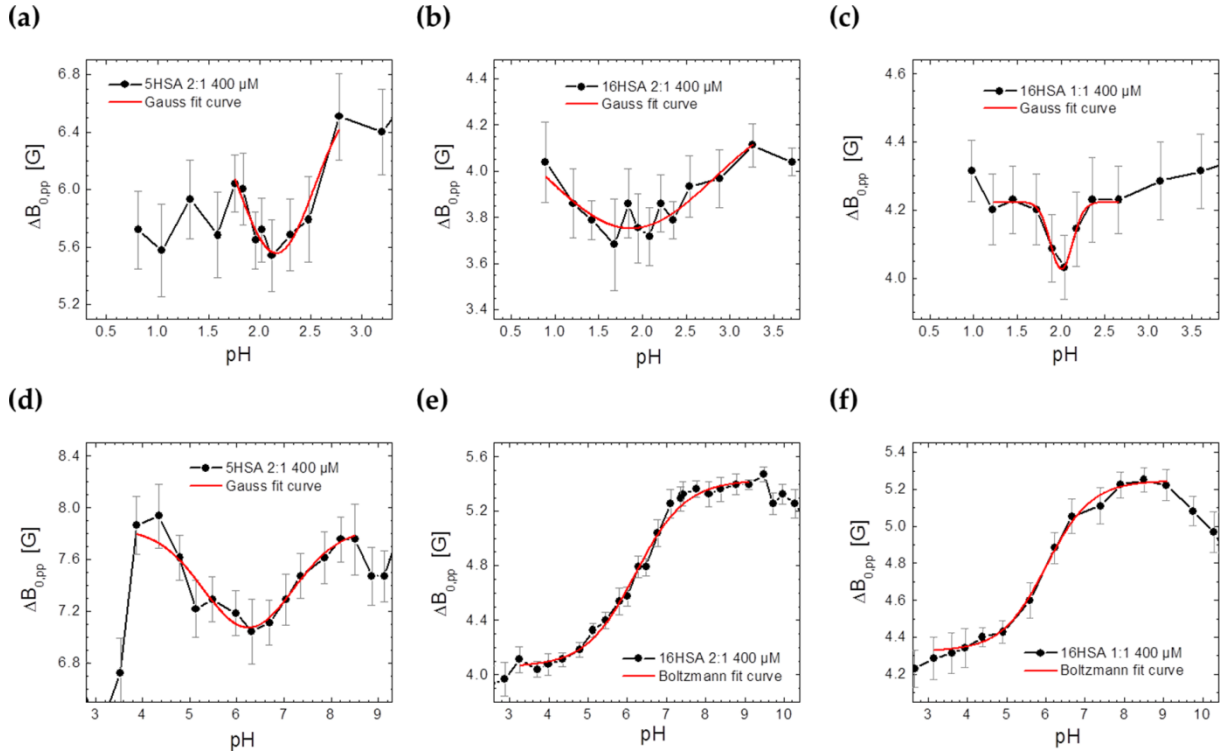 (a)
ΔB0,pp [G]
6.8
6.4
6.0
5.6
5.2
5HSA 2:1 400 µM
Gauss fit curve
0.5 1.0 1.5 2.0 2.5 3.0
pH
(b)
ΔB0,pp [G]
4.4
4.2
4.0
3.8
3.6
3.4
16HSA 2:1 400 µM
Gauss fit curve
0.5 1.0 1.5 2.0 2.5 3.0 3.5
pH
(c)
ΔB0,pp [G]
4.6
4.4
4.2
4.0
16HSA 1:1 400 µM
Gauss fit curve
0.5 1.0 1.5 2.0 2.5 3.0 3.5
pH
(d)
ΔB0,pp [G]
8.4
8.0
7.6
7.2
6.8
5HSA 2:1 400 µM
Gauss fit curve
3 4 5 6 7 8 9
pH
(e)
ΔB0,pp [G]
5.6
5.2
4.8
4.4
4.0
16HSA 2:1 400 µM
Boltzmann fit curve
3 4 5 6 7 8 9 10
pH
(f)
ΔB0,pp [G]
5.4
5.2
5.0
4.8
4.6
4.4
4.2
16HSA 1:1 400 µM
Boltzmann fit curve
3 4 5 6 7 8 9 10
pH